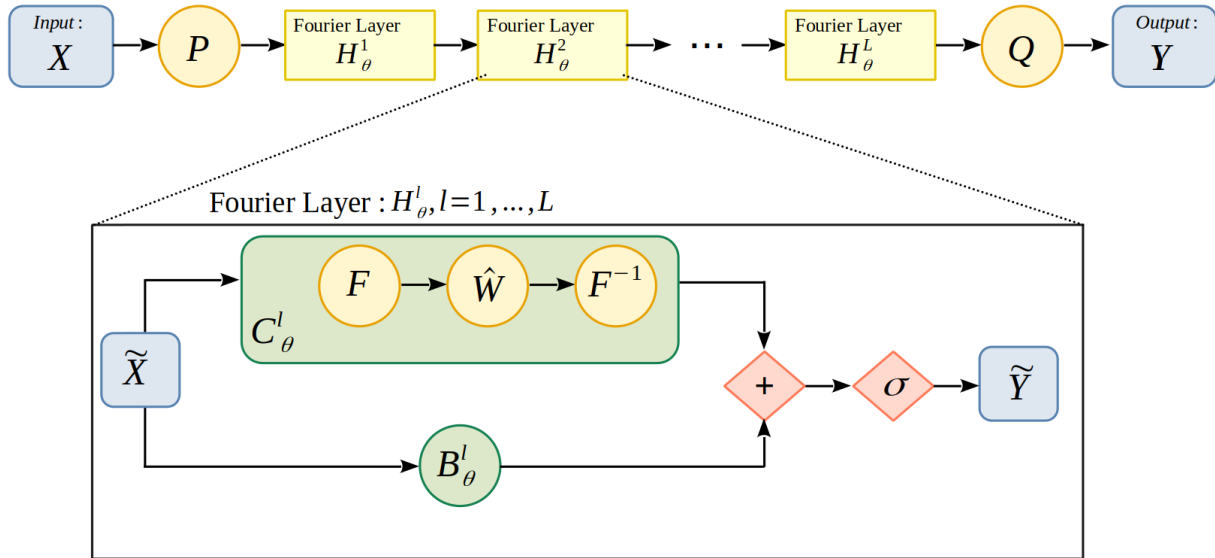 Input: X
P
Fourier Layer H_θ^1
Fourier Layer H_θ^2
...
Fourier Layer H_θ^L
Q
Output: Y
Fourier Layer: H_θ^l, l=1,...,L
F
Ŵ
F^{-1}
C_θ^l
X̃
+
σ
Ỹ
B_θ^l